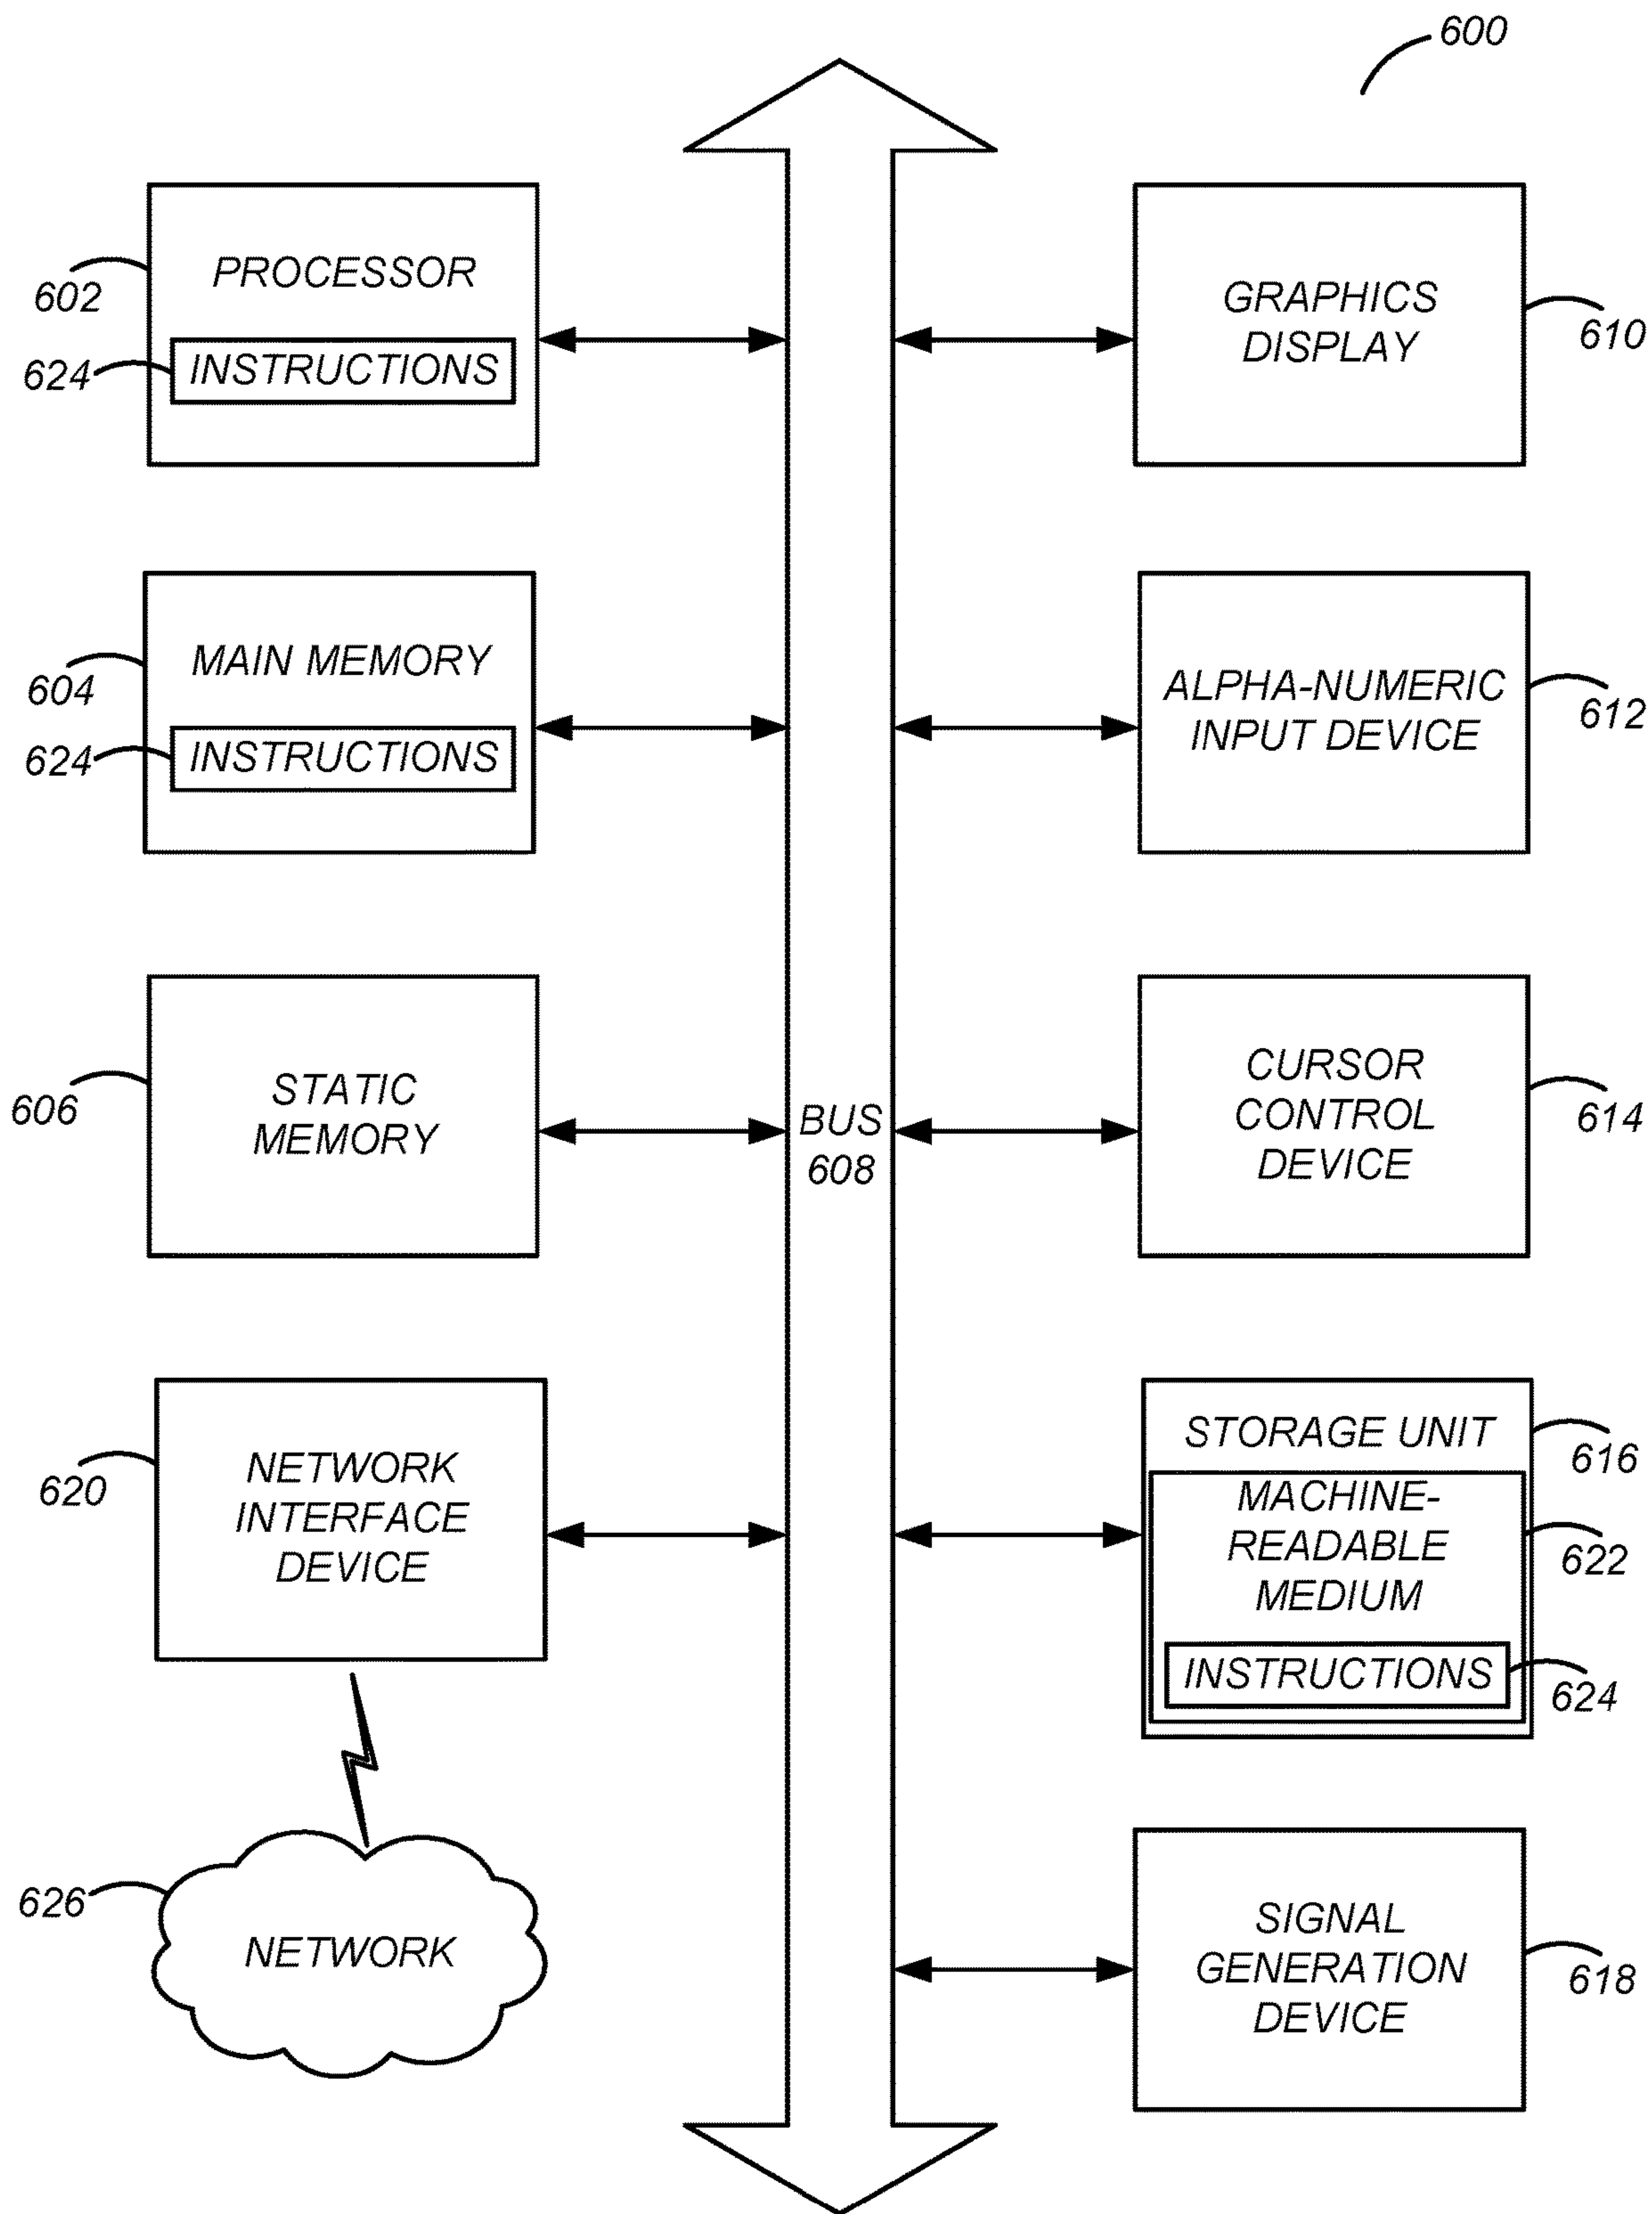 600
PROCESSOR
602
624
INSTRUCTIONS
GRAPHICS
DISPLAY
610
MAIN MEMORY
604
624
INSTRUCTIONS
ALPHA-NUMERIC
INPUT DEVICE
612
STATIC
MEMORY
606
BUS
608
CURSOR
CONTROL
DEVICE
614
NETWORK
INTERFACE
DEVICE
620
STORAGE UNIT
616
MACHINE-
READABLE
MEDIUM
622
INSTRUCTIONS
624
626
NETWORK
SIGNAL
GENERATION
DEVICE
618